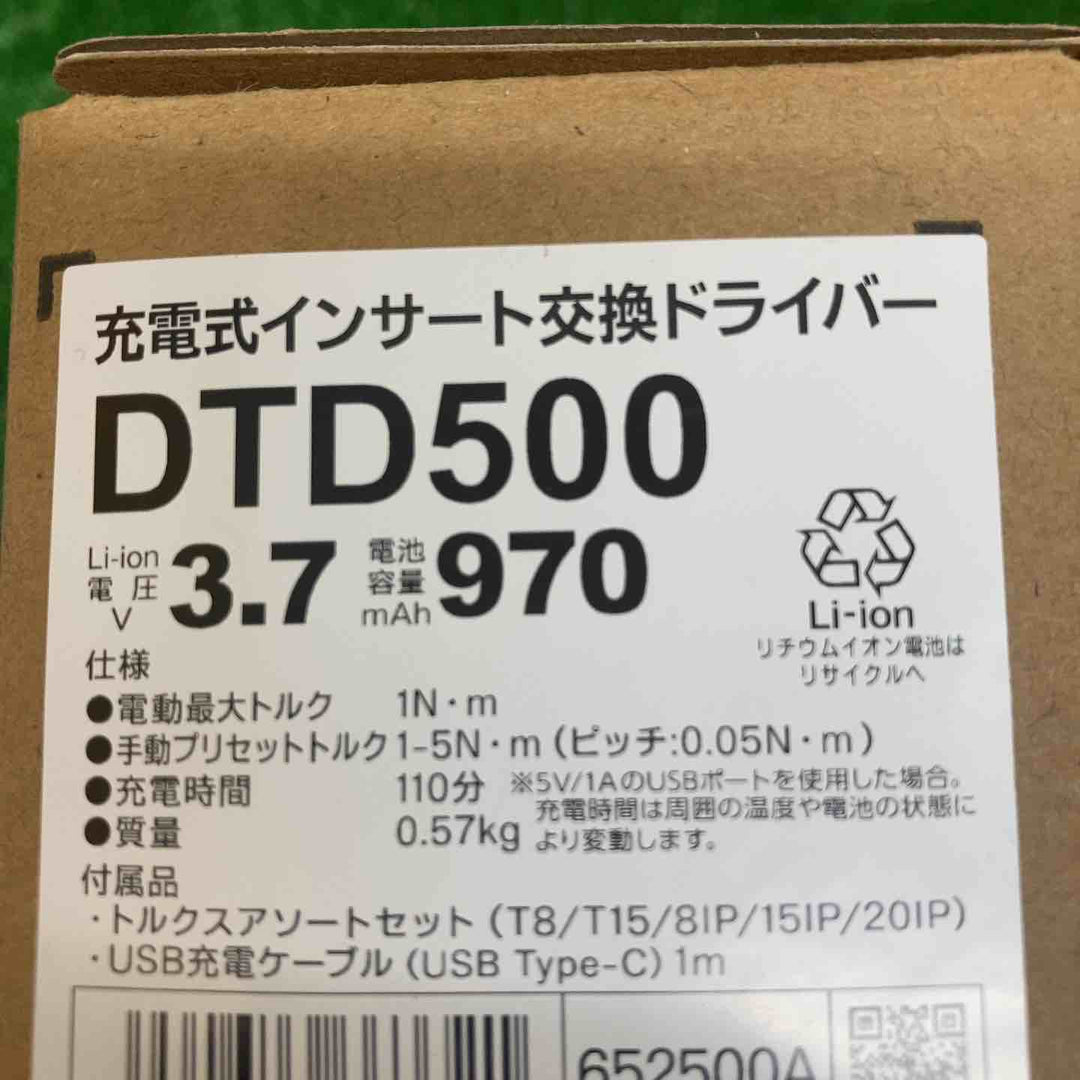 充電式インサート交換ドライバー
DTD500
Li-ion 電圧 V 3.7 電池容量 mAh 970
Li-ion
リチウムイオン電池は
リサイクルへ
仕様
●電動最大トルク 1N・m
●手動プリセットトルク 1-5N・m (ピッチ:0.05N・m)
●充電時間 110分 ※5V/1AのUSBポートを使用した場合。
充電時間は周囲の温度や電池の状態に
より変動します。
●質量 0.57kg
付属品
・トルクスアソートセット (T8/T15/8IP/15IP/20IP)
・USB充電ケーブル (USB Type-C) 1m
652500A